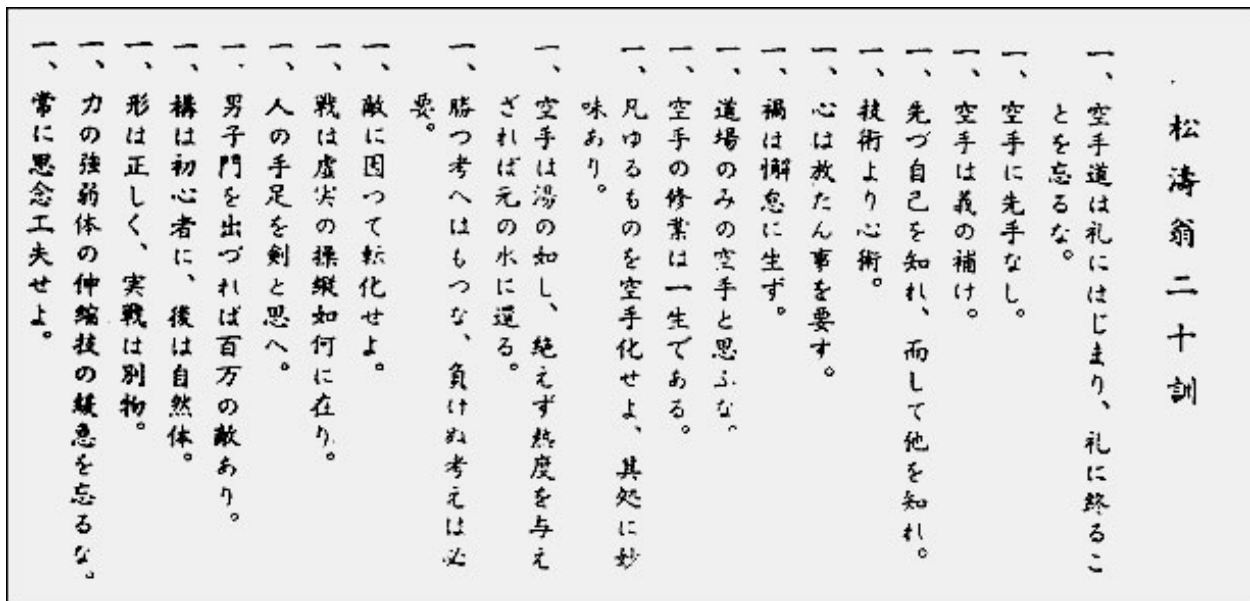 松濤翁二十訓
一、空手道は礼にはじまり、礼に終るこ
とを忘るな。
一、空手に先手なし。
一、空手は義の補け。
一、先づ自己を知れ、而して他を知れ。
一、技術より心術。
一、心は放たん事を要す。
一、禍は懈怠に生ず。
一、道場のみの空手と思ふな。
一、空手の修業は一生である。
一、凡ゆるものを空手化せよ、其処に妙
味あり。
一、空手は湯の如し、絶えず熱度を与え
ざれば元の水に還る。
一、勝つ考へはもつな、負けぬ考えは必
要。
一、敵に因つて転化せよ。
一、戦は虚実の操縦如何に在り。
一、人の手足を剣と思へ。
一、男子門を出づれば百万の敵あり。
一、構は初心者に、後は自然体。
一、形は正しく、実戦は別物。
一、力の強弱体の伸縮技の緩急を忘るな。
一、常に思念工夫せよ。